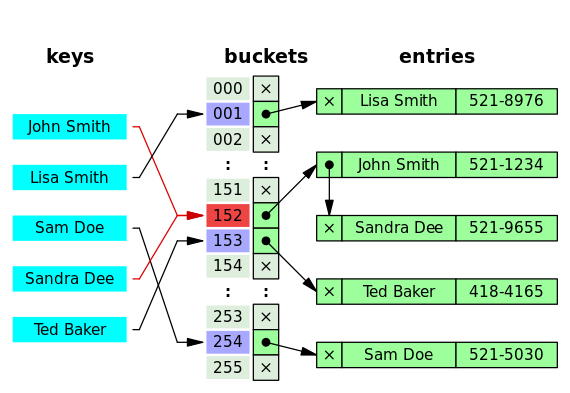 keys
buckets
entries
John Smith
Lisa Smith
Sam Doe
Sandra Dee
Ted Baker
000 ×
001
002 ×
: :
151 ×
152
153
154 ×
: :
253 ×
254
255 ×
× Lisa Smith 521-8976
John Smith 521-1234
× Sandra Dee 521-9655
× Ted Baker 418-4165
× Sam Doe 521-5030